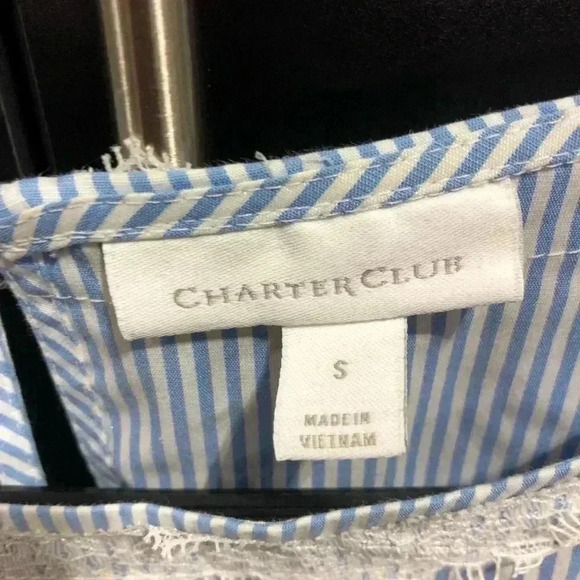 CHARTER CLUB
S
MADE IN
VIETNAM